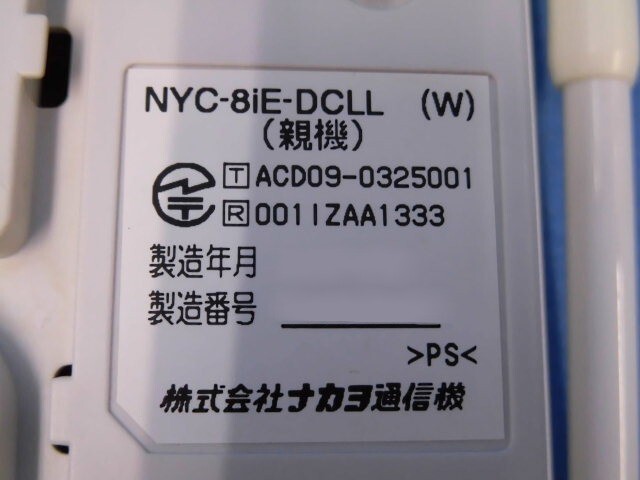 NYC-8iE-DCLL (W)
(親機)
T ACD09-0325001
R 001IZAA1333
製造年月
製造番号
>PS<
株式会社ナカヨ通信機